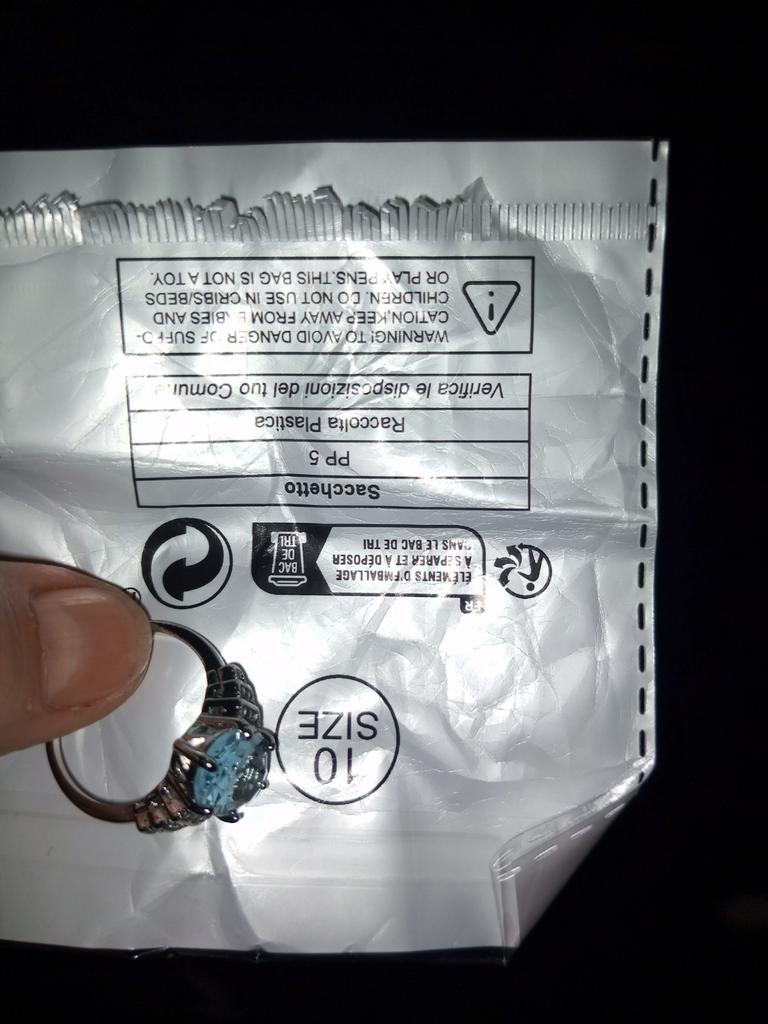 10
SIZE
FR
ÉLÉMENTS D'EMBALLAGE
À SÉPARER ET À DÉPOSER
DANS LE BAC DE TRI
BAC
DE
TRI
Sacchetto
PP 5
Raccolta Plastica
Verifica le disposizioni del tuo Comune
WARNING! TO AVOID DANGER OF SUFFO-
CATION,KEEP AWAY FROM BABIES AND
CHILDREN. DO NOT USE IN CRIBS/BEDS
OR PLAY PENS.THIS BAG IS NOT A TOY.